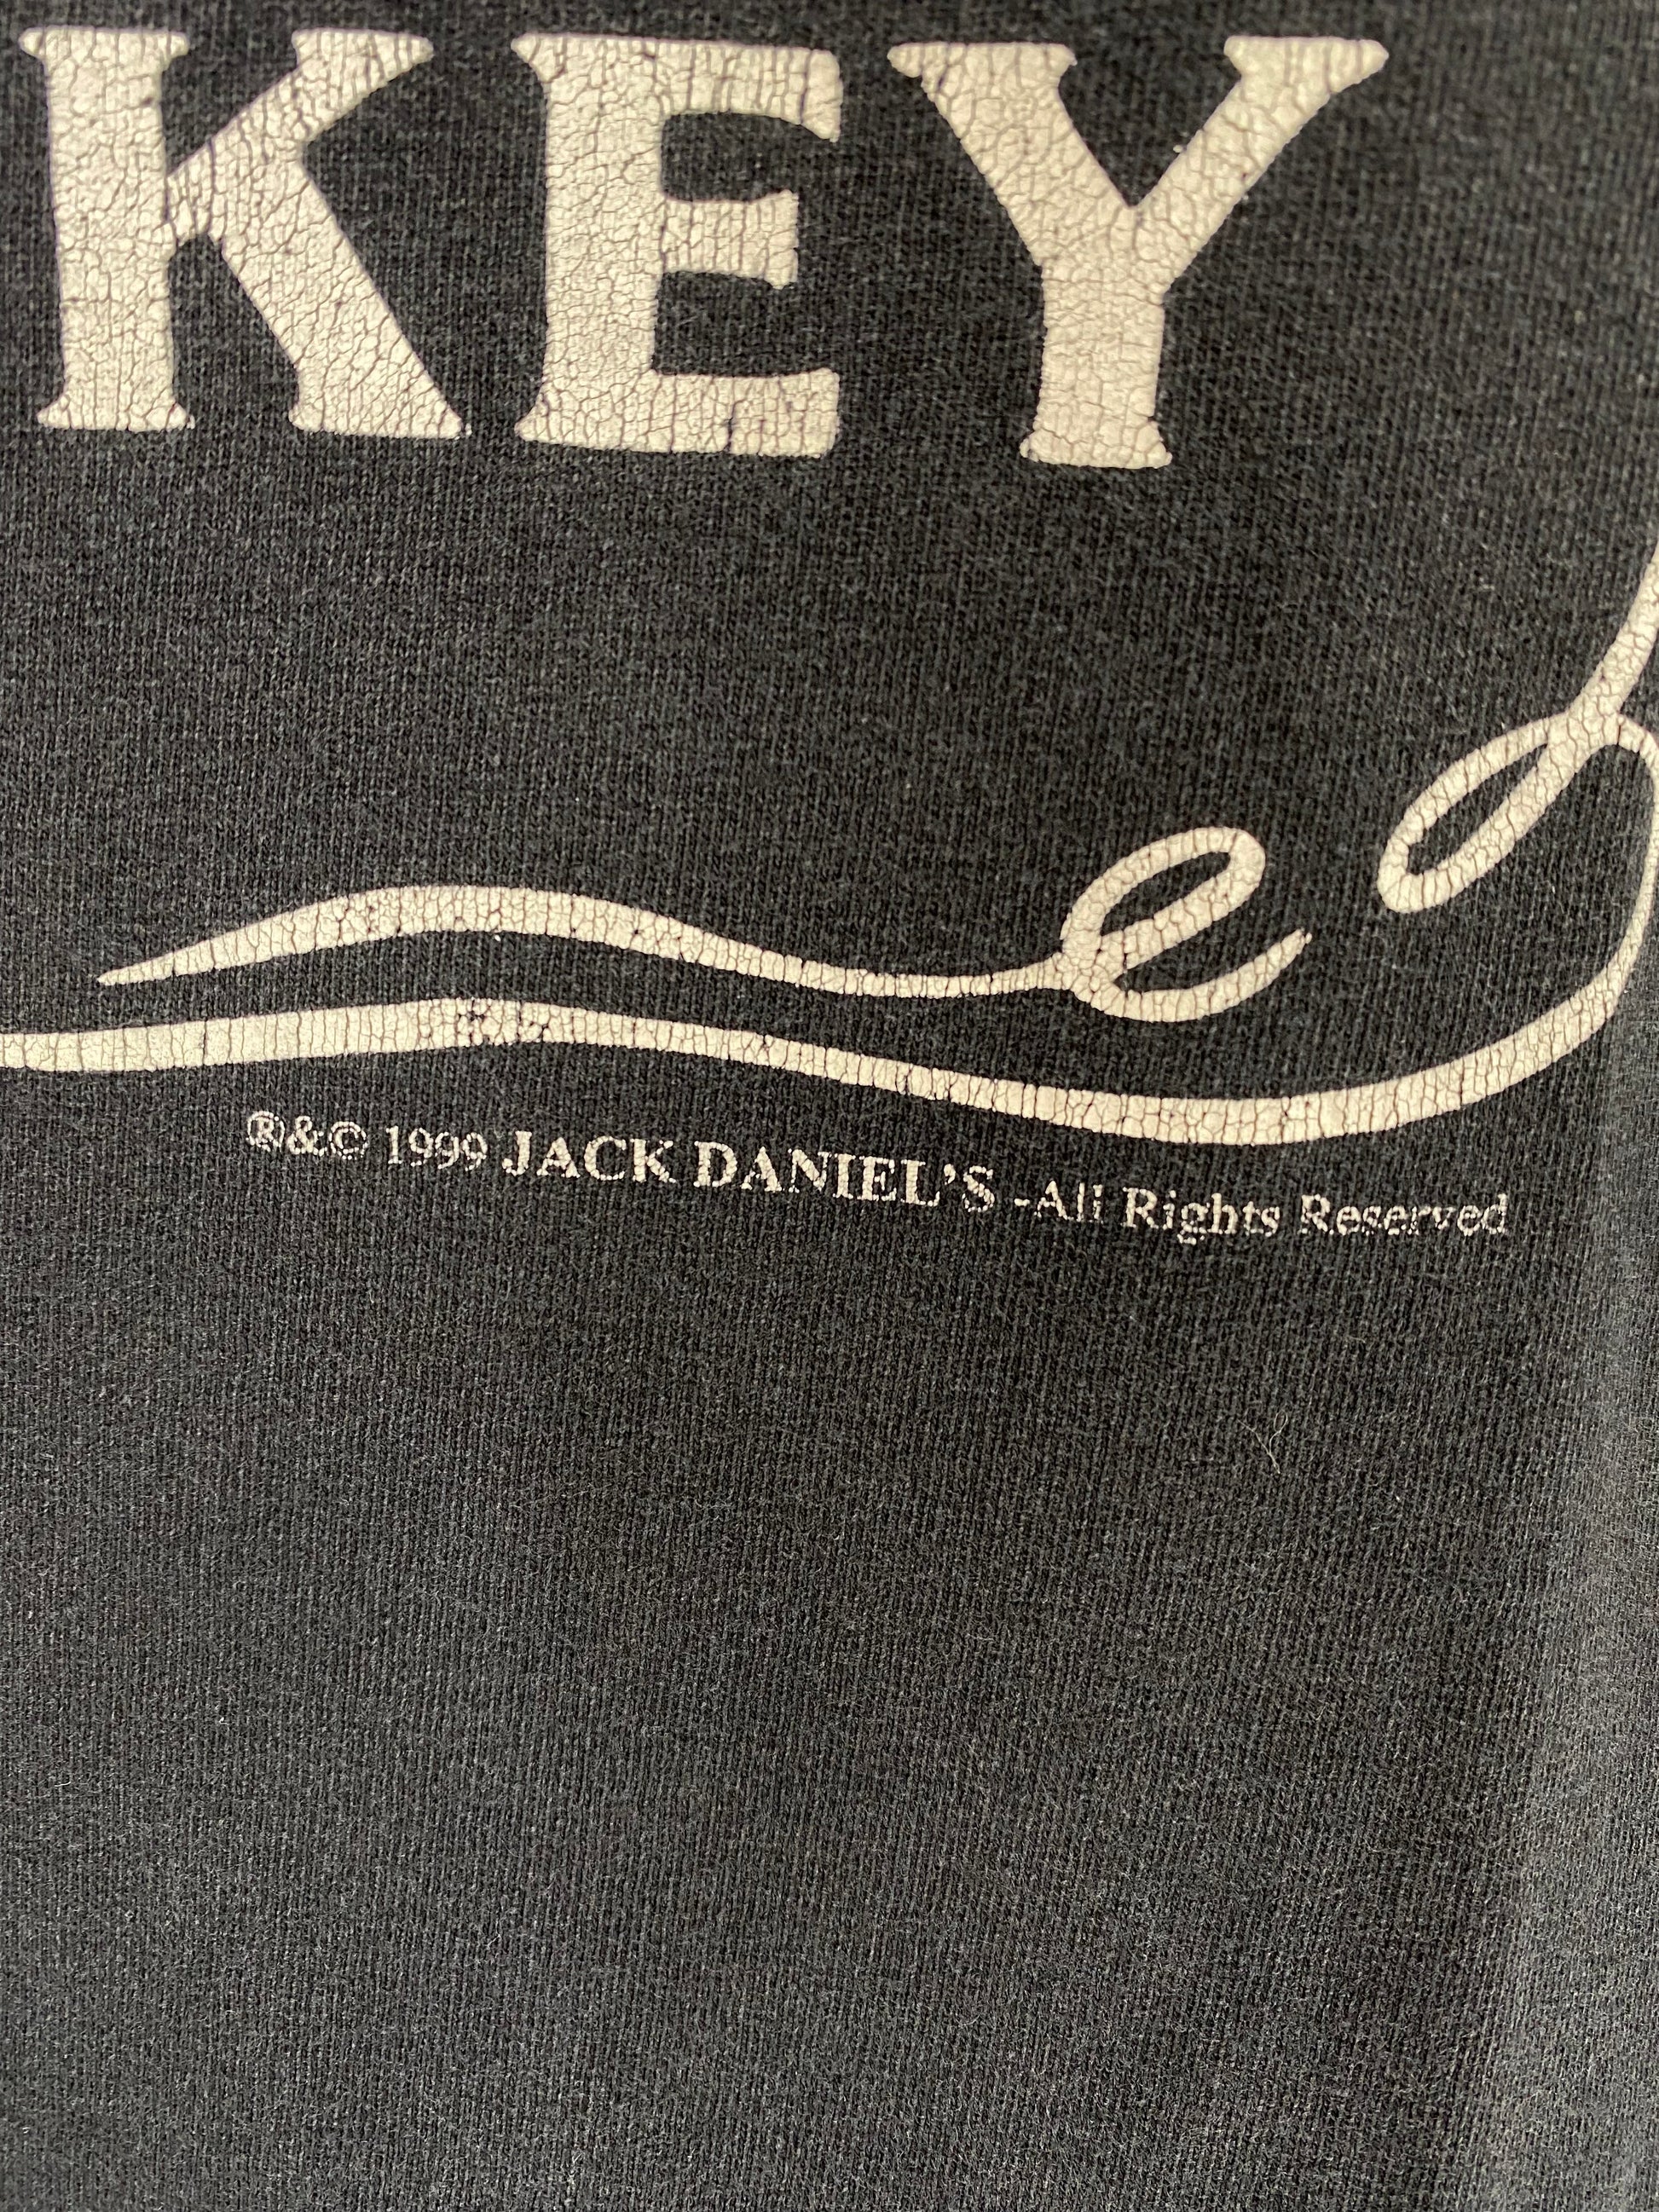 KEY
®&© 1999 JACK DANIEL'S -All Rights Reserved